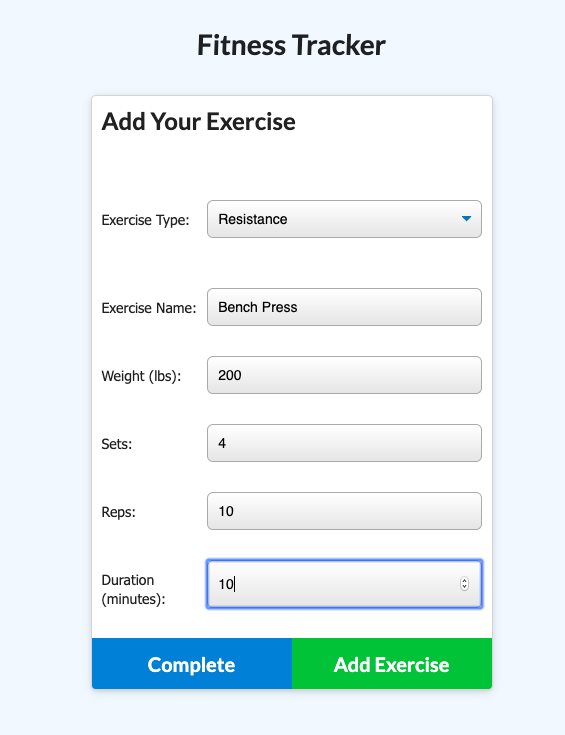 Fitness Tracker
Add Your Exercise
Exercise Type: Resistance
Exercise Name: Bench Press
Weight (lbs): 200
Sets: 4
Reps: 10
Duration
(minutes): 10
Complete Add Exercise